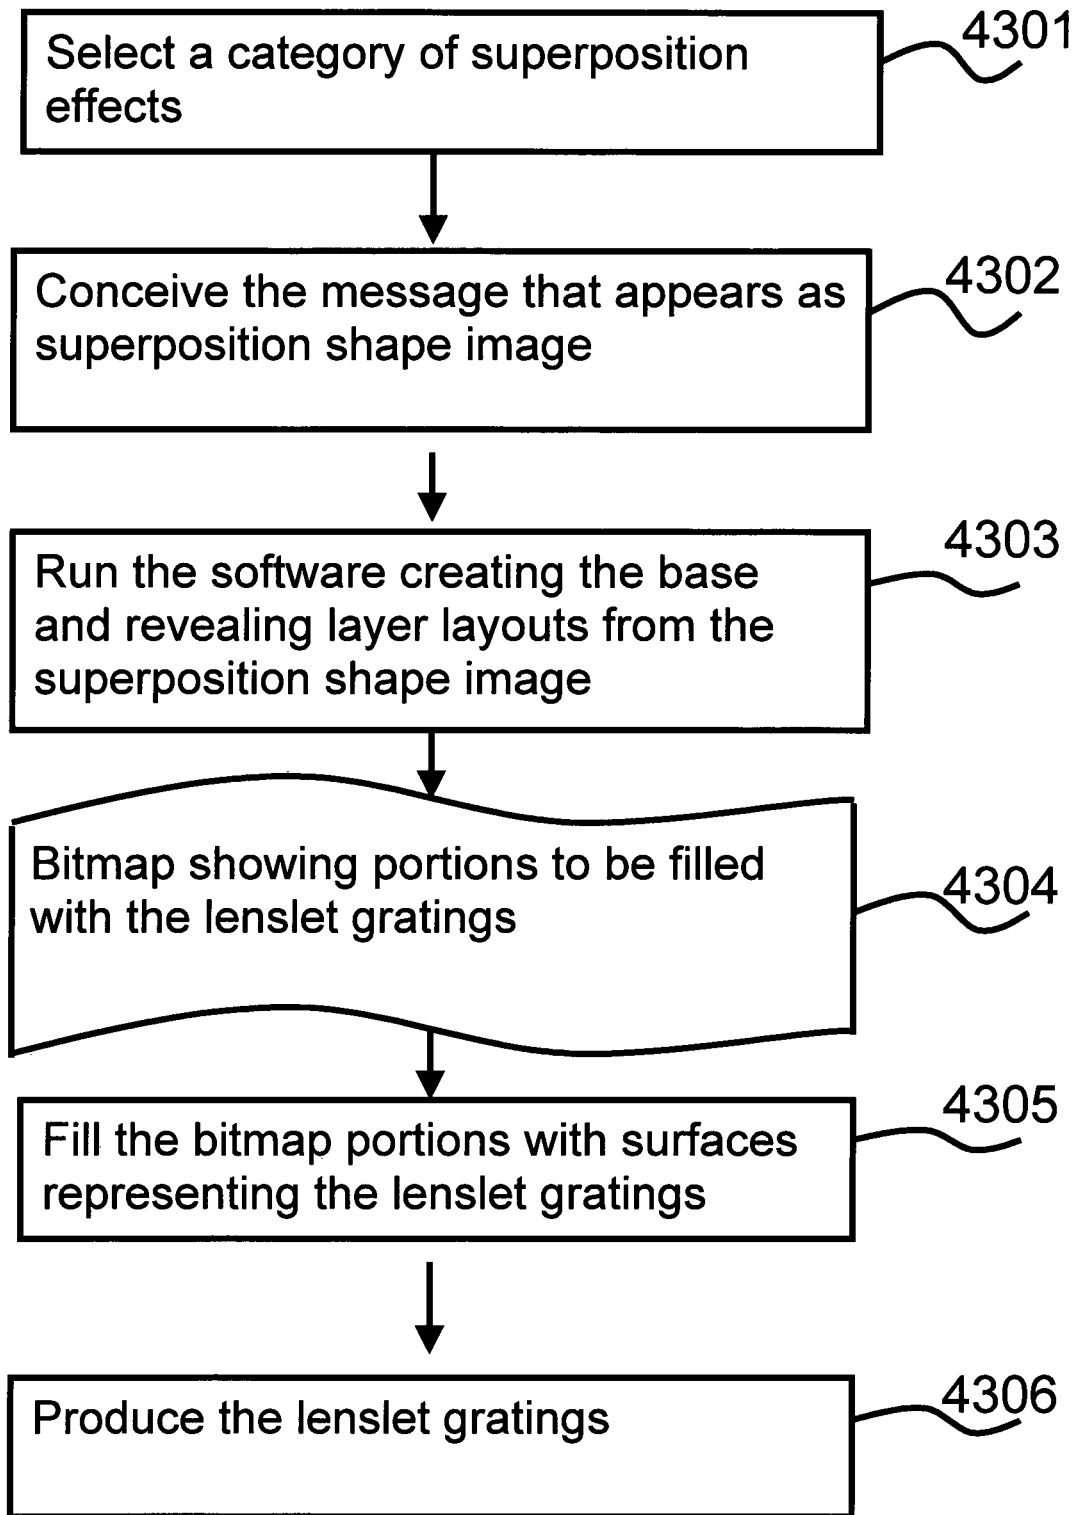 Select a category of superposition
effects
4301
Conceive the message that appears as
superposition shape image
4302
Run the software creating the base
and revealing layer layouts from the
superposition shape image
4303
Bitmap showing portions to be filled
with the lenslet gratings
4304
Fill the bitmap portions with surfaces
representing the lenslet gratings
4305
Produce the lenslet gratings
4306